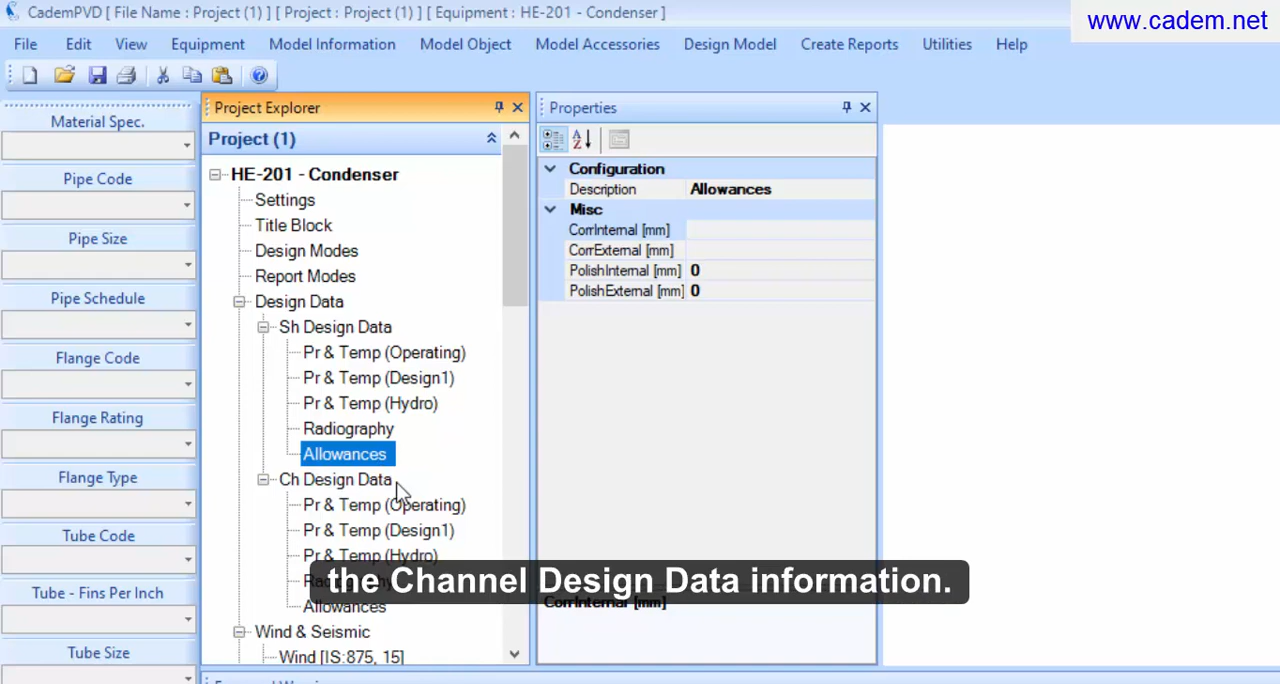 CademPVD [ File Name : Project (1) ] [ Project : Project (1) ] [ Equipment : HE-201 - Condenser ]
www.cadem.net
File Edit View Equipment Model Information Model Object Model Accessories Design Model Create Reports Utilities Help
Material Spec.
Pipe Code
Pipe Size
Pipe Schedule
Flange Code
Flange Rating
Flange Type
Tube Code
Tube - Fins Per Inch
Tube Size
Project Explorer
Project (1)
HE-201 - Condenser
Settings
Title Block
Design Modes
Report Modes
Design Data
Sh Design Data
Pr & Temp (Operating)
Pr & Temp (Design1)
Pr & Temp (Hydro)
Radiography
Allowances
Ch Design Data
Pr & Temp (Operating)
Pr & Temp (Design1)
Pr & Temp (Hydro)
Allowances
Wind & Seismic
Wind [IS:875, 15]
Properties
Configuration
Description Allowances
Misc
CorrInternal [mm]
CorrExternal [mm]
PolishInternal [mm] 0
PolishExternal [mm] 0
CorrInternal [mm]
the Channel Design Data information.